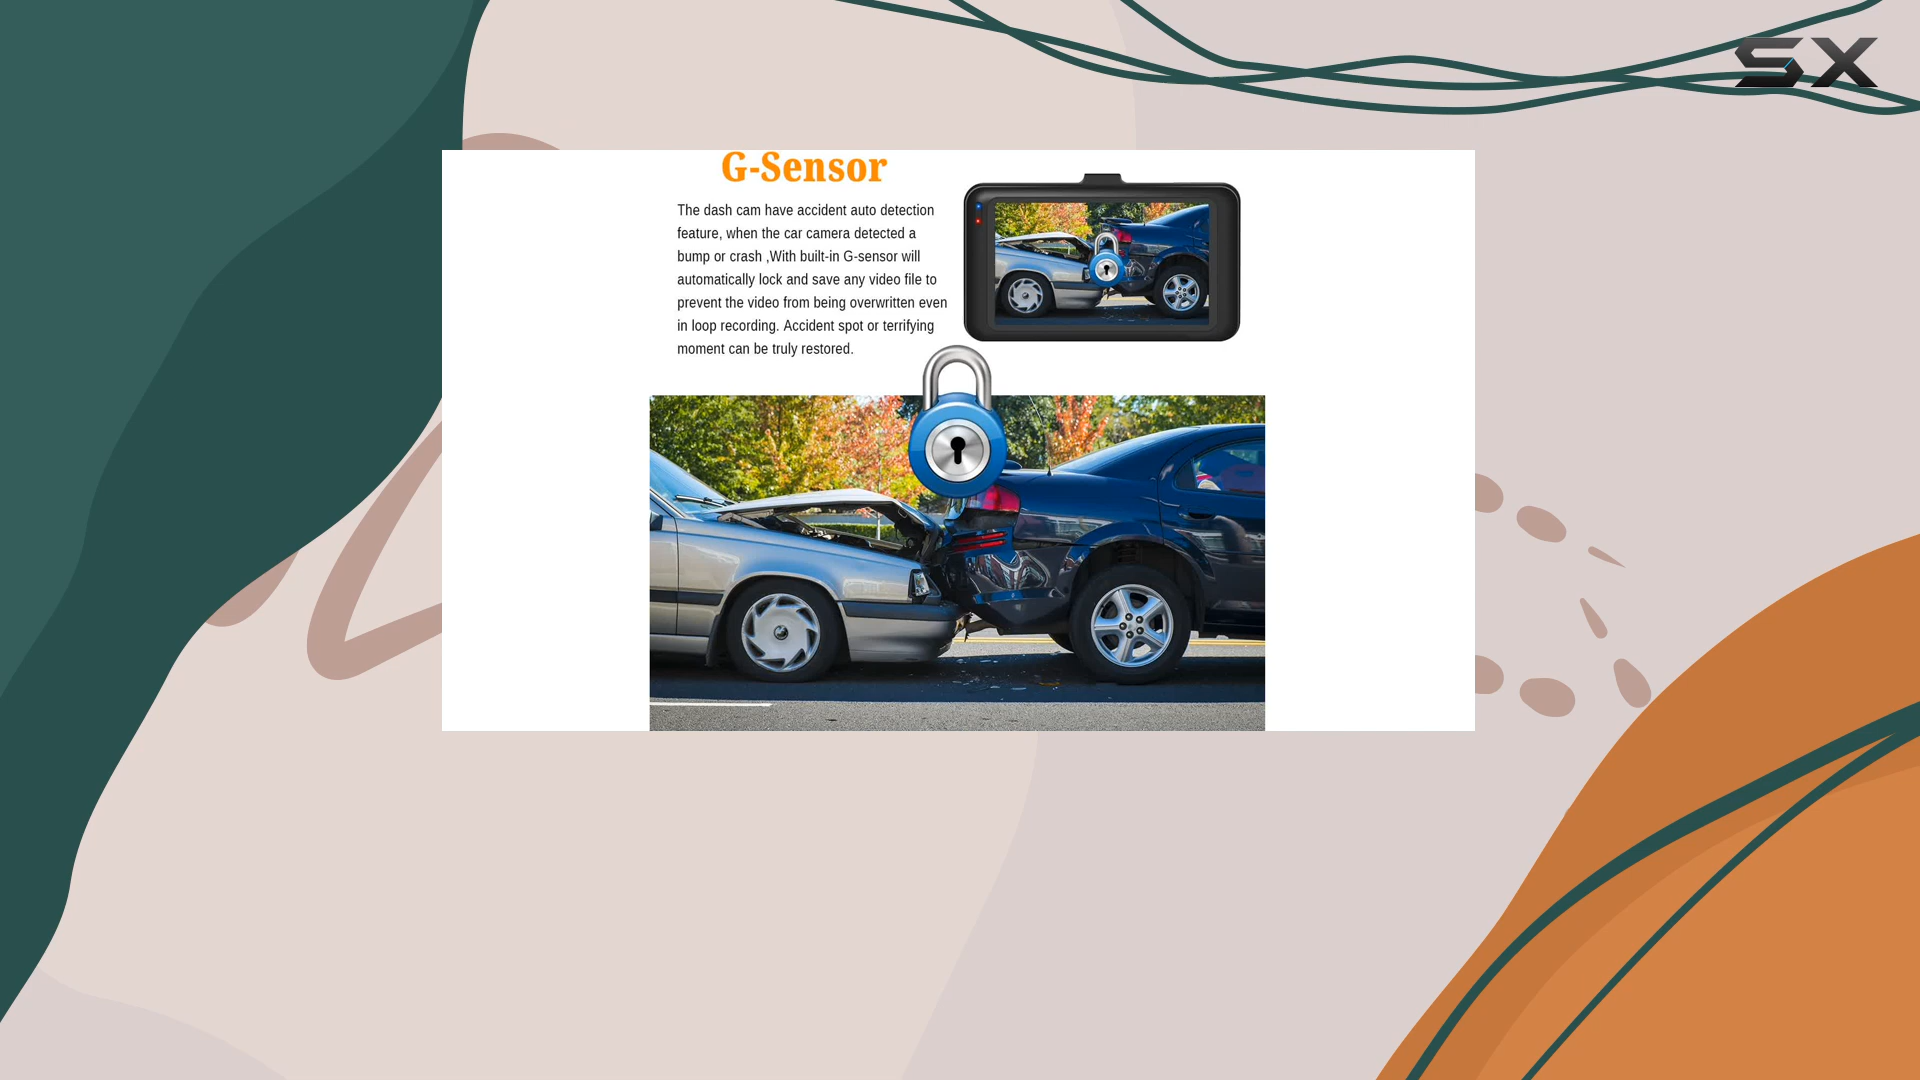 SX
G-Sensor
The dash cam have accident auto detection
feature, when the car camera detected a
bump or crash ,With built-in G-sensor will
automatically lock and save any video file to
prevent the video from being overwritten even
in loop recording. Accident spot or terrifying
moment can be truly restored.